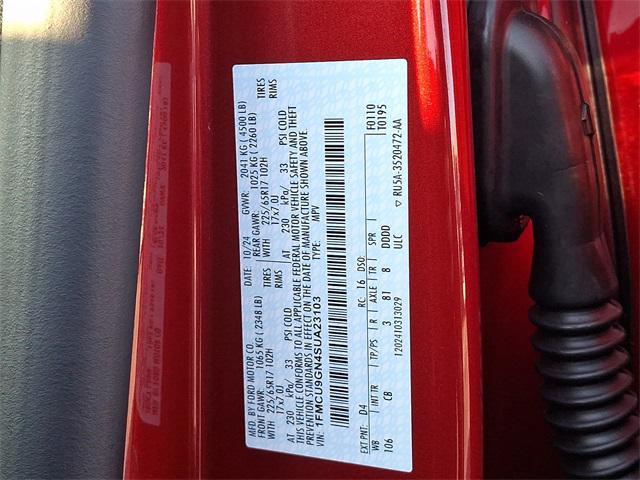 MFD. BY FORD MOTOR CO.
DATE: 10/24
GVWR: 2041 KG ( 4500 LB)
FRONT GAWR: 1065 KG ( 2348 LB)
REAR GAWR: 1025 KG ( 2260 LB)
WITH 225/65R17 102H TIRES
WITH 225/65R17 102H TIRES
17x7.0J RIMS
17x7.0J RIMS
AT 230 kPa/ 33 PSI COLD
AT 230 kPa/ 33 PSI COLD
THIS VEHICLE CONFORMS TO ALL APPLICABLE FEDERAL MOTOR VEHICLE SAFETY AND THEFT
PREVENTION STANDARDS IN EFFECT ON THE DATE OF MANUFACTURE SHOWN ABOVE.
VIN: 1FMCU9GN4SUA23103
TYPE: MPV
F0110
T0195
EXT PNT: D4
RC: 16 DSO:
WB INT TR TP/PS R AXLE TR SPR
106 CB 3 81 8 DDDD
ULC
1202410313029
RU5A-3520472-AA